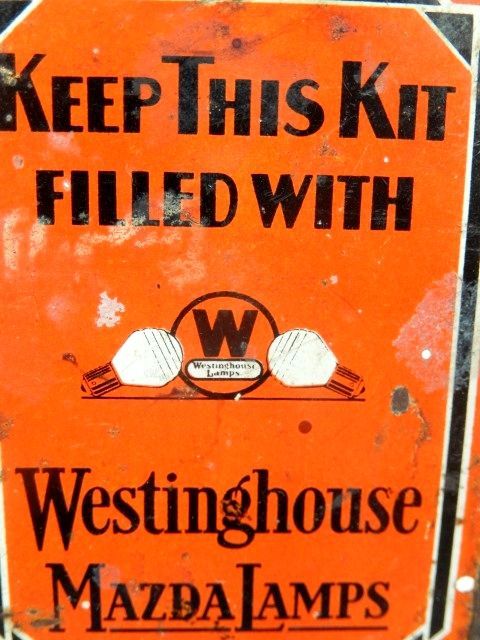 KEEP THIS KIT
FILLED WITH
W
Westinghouse
Lamps
Westinghouse
MAZDA LAMPS